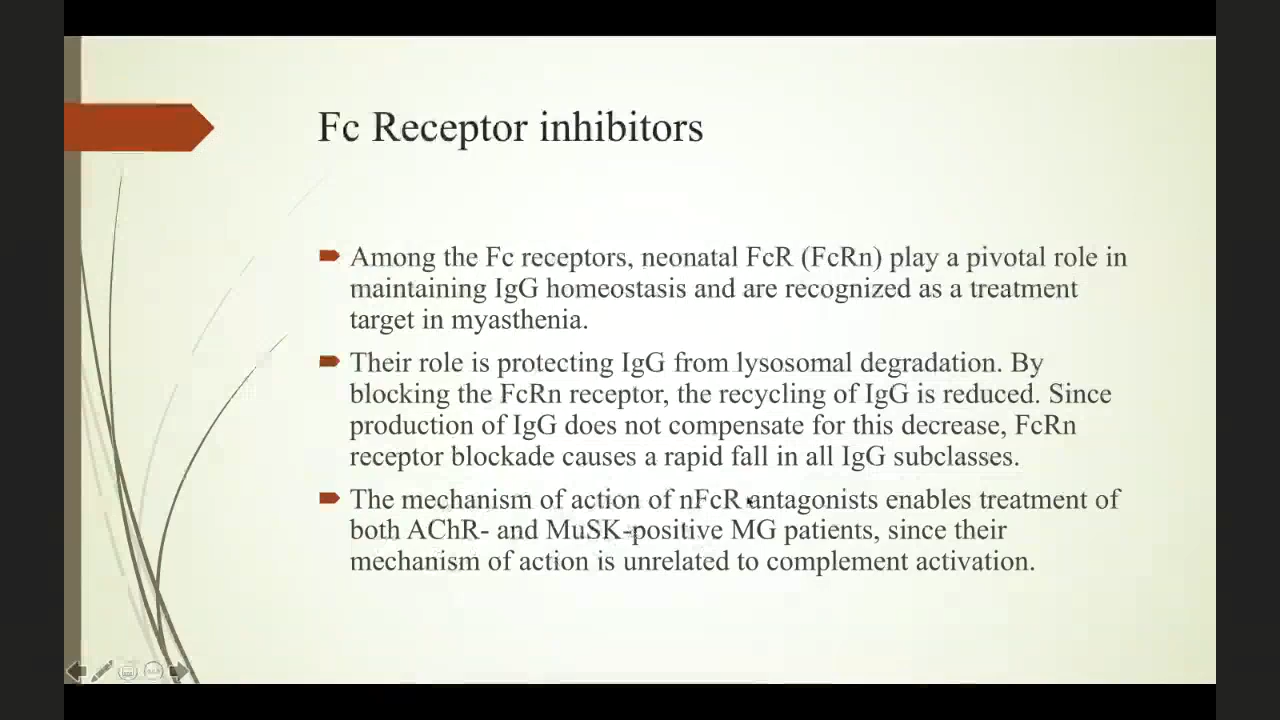 Fc Receptor inhibitors
Among the Fc receptors, neonatal FcR (FcRn) play a pivotal role in
maintaining IgG homeostasis and are recognized as a treatment
target in myasthenia.
Their role is protecting IgG from lysosomal degradation. By
blocking the FcRn receptor, the recycling of IgG is reduced. Since
production of IgG does not compensate for this decrease, FcRn
receptor blockade causes a rapid fall in all IgG subclasses.
The mechanism of action of nFcR antagonists enables treatment of
both AChR- and MuSK-positive MG patients, since their
mechanism of action is unrelated to complement activation.